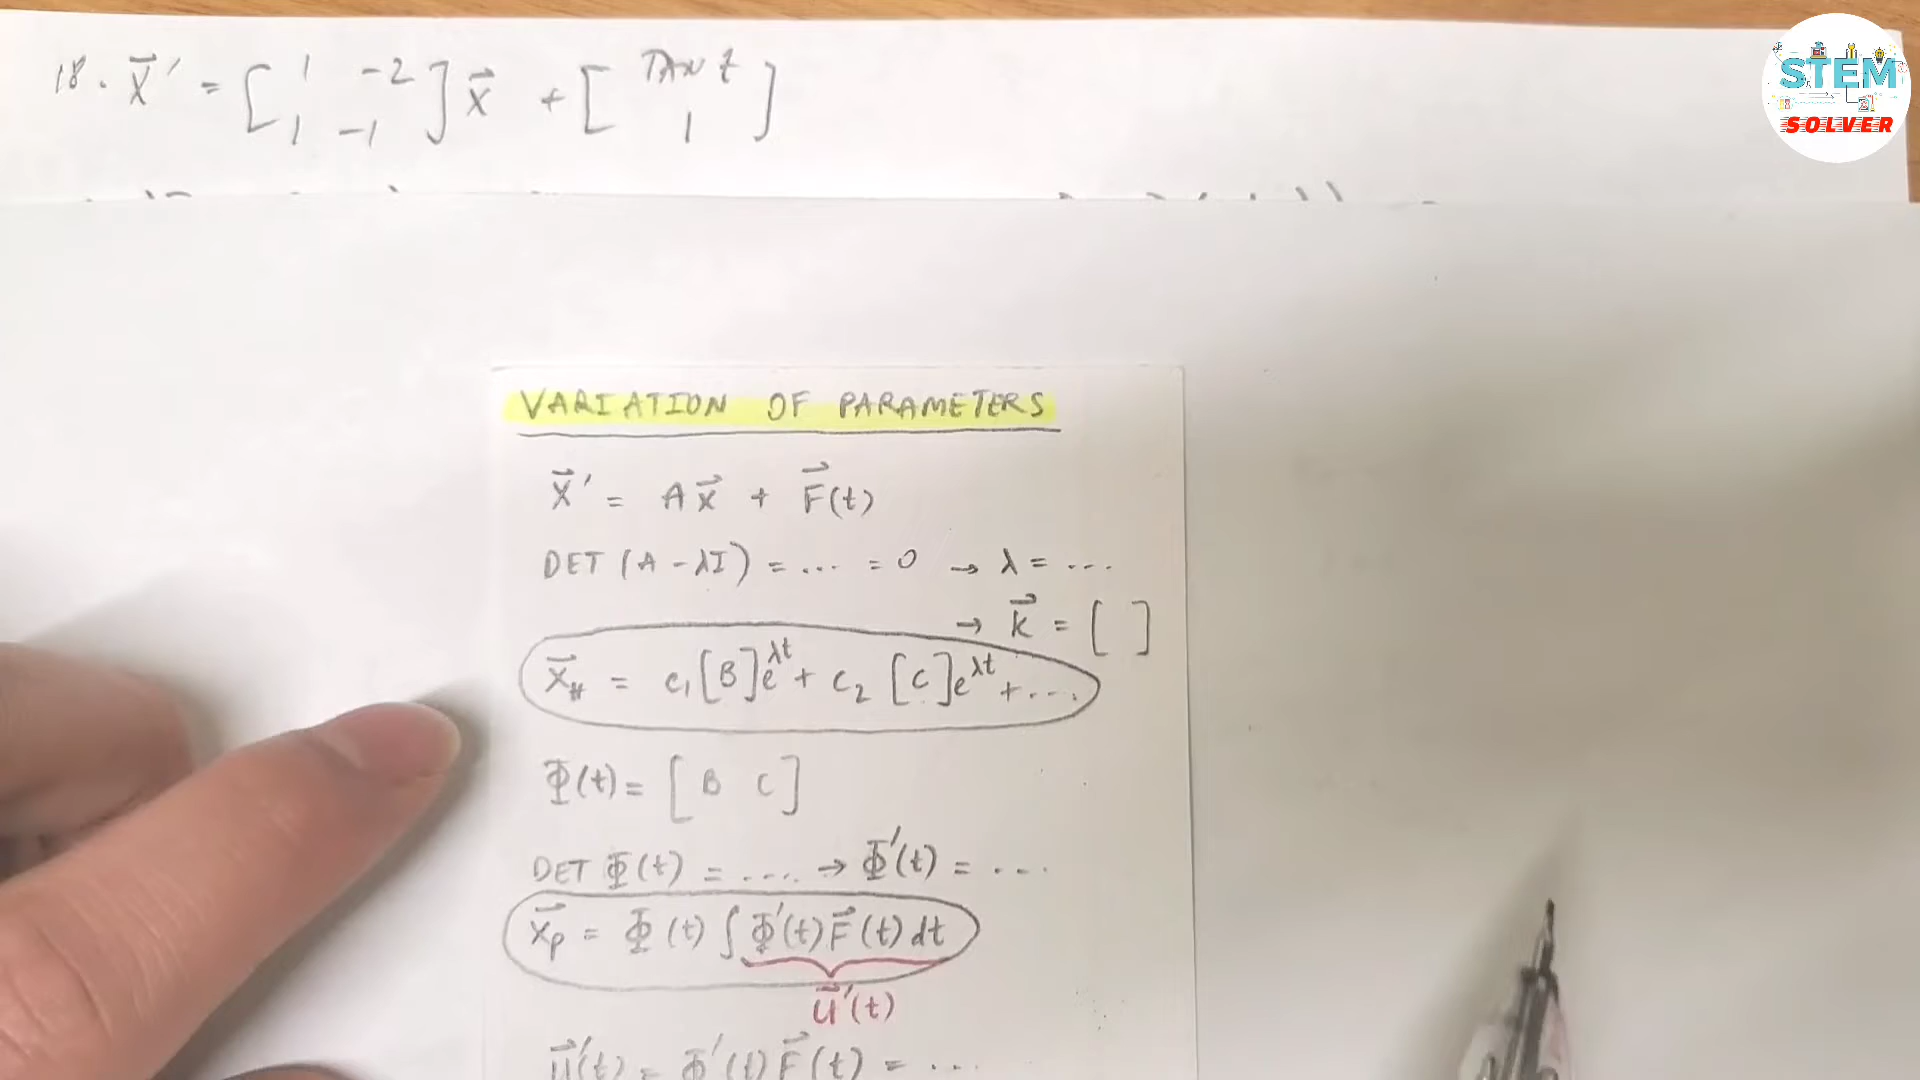 18. X⃗' = [1 -2
1 -1] X⃗ + [TAN t
1]
STEM
SOLVER
VARIATION OF PARAMETERS
X⃗' = AX⃗ + F⃗(t)
DET (A - λI) = ... = 0 → λ = ...
→ K⃗ = [ ]
X⃗_H = c₁[B]e^λt + c₂[C]e^λt + ...
Φ(t) = [B C]
DET Φ(t) = .... → Φ'(t) = ...
X⃗p = Φ(t) ∫ Φ'(t) F⃗(t) dt
u⃗'(t)
u⃗'(t) = Φ'(t) F⃗(t) = ...